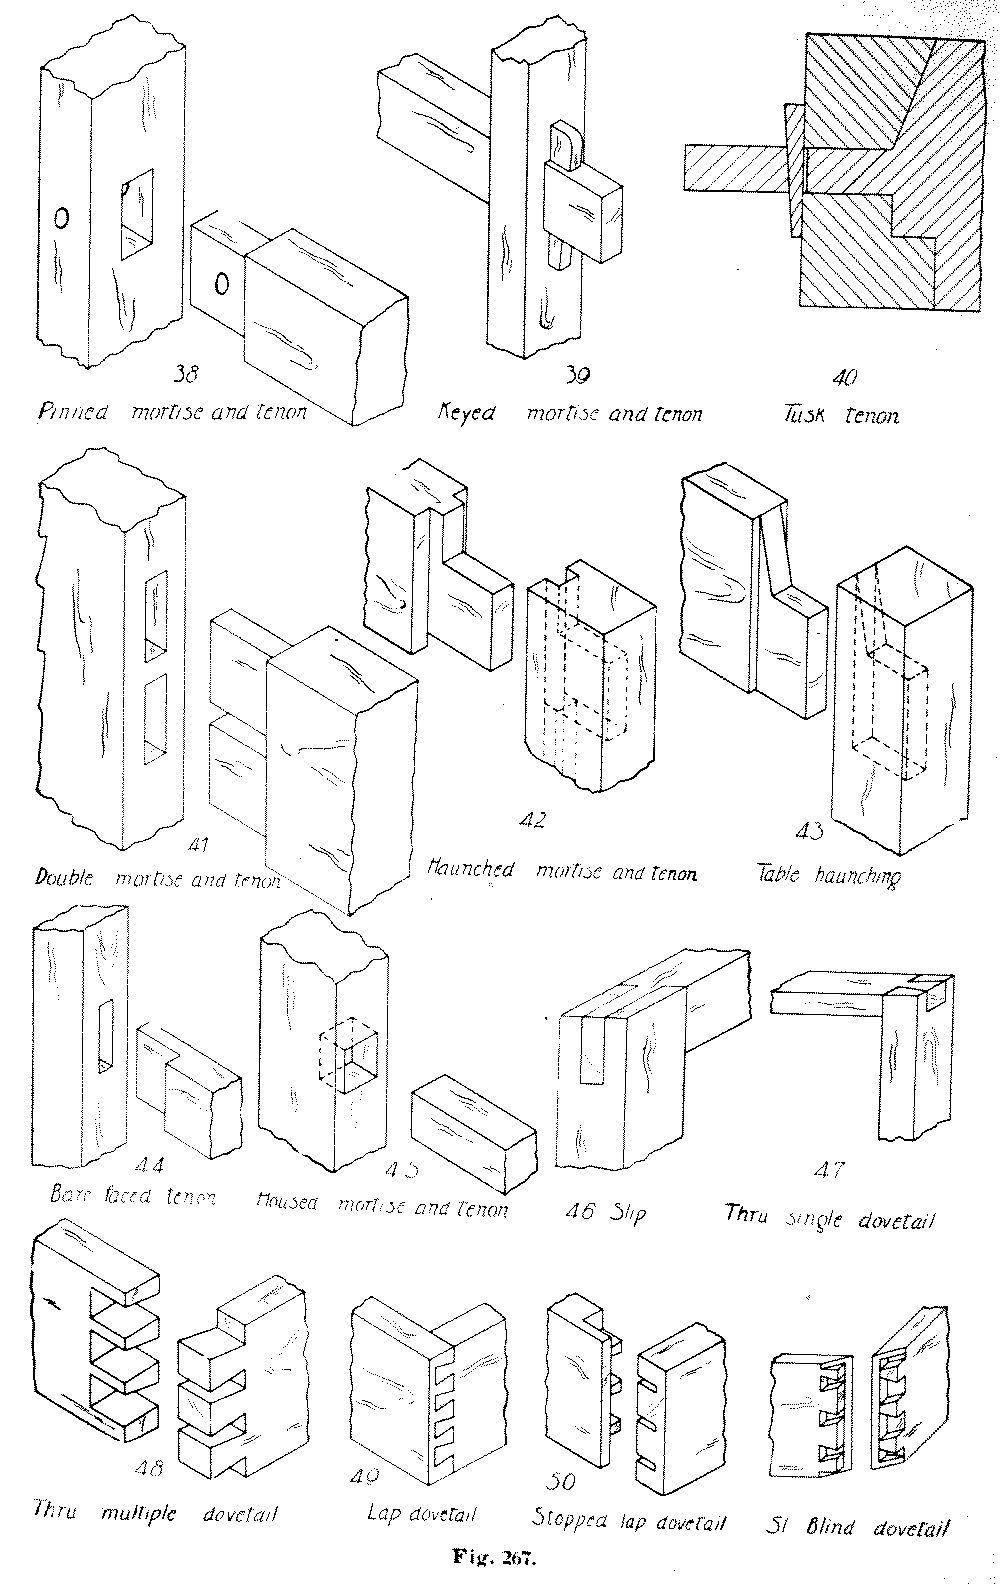 38
Pinned mortise and tenon
39
Keyed mortise and tenon
40
Tusk tenon
41
Double mortise and tenon
42
Haunched mortise and tenon
43
Table haunching
44
Bare faced tenon
45
Housed mortise and tenon
46 Slip
47
Thru single dovetail
48
Thru multiple dovetail
49
Lap dovetail
50
Stopped lap dovetail
51 Blind dovetail
Fig. 267.